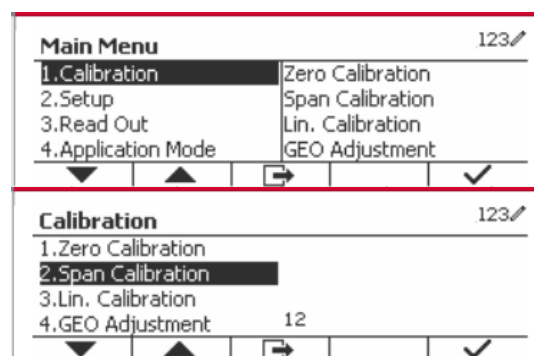 Main Menu 123
1.Calibration Zero Calibration
2.Setup Span Calibration
3.Read Out Lin. Calibration
4.Application Mode GEO Adjustment
Calibration 123
1.Zero Calibration
2.Span Calibration
3.Lin. Calibration
4.GEO Adjustment 12